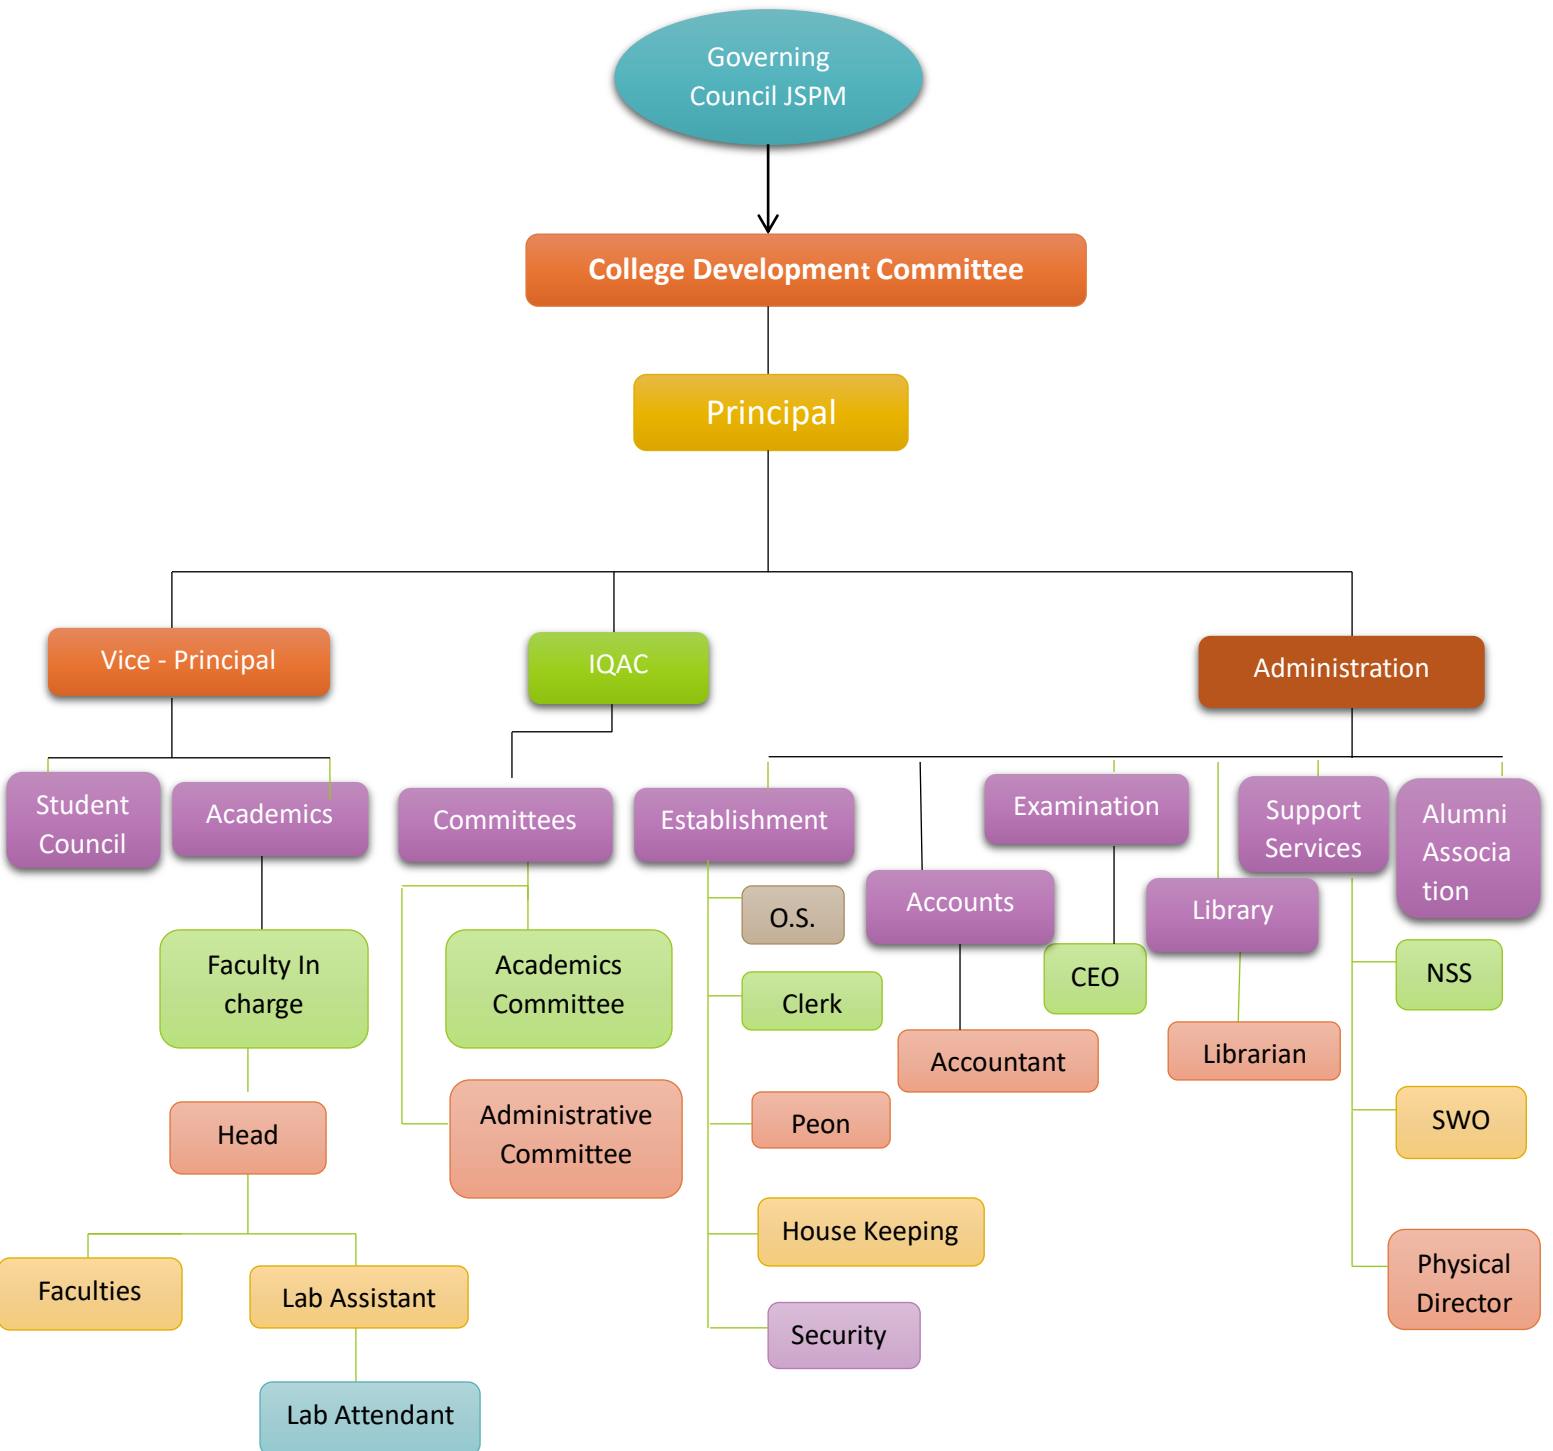 Governing
Council JSPM
College Development Committee
Principal
Vice - Principal
IQAC
Administration
Student
Council
Academics
Committees
Establishment
Examination
Support
Services
Alumni
Associa
tion
Accounts
Library
O.S.
Faculty In
charge
Academics
Committee
CEO
NSS
Clerk
Accountant
Librarian
Head
Administrative
Committee
Peon
SWO
House Keeping
Faculties
Lab Assistant
Physical
Director
Security
Lab Attendant